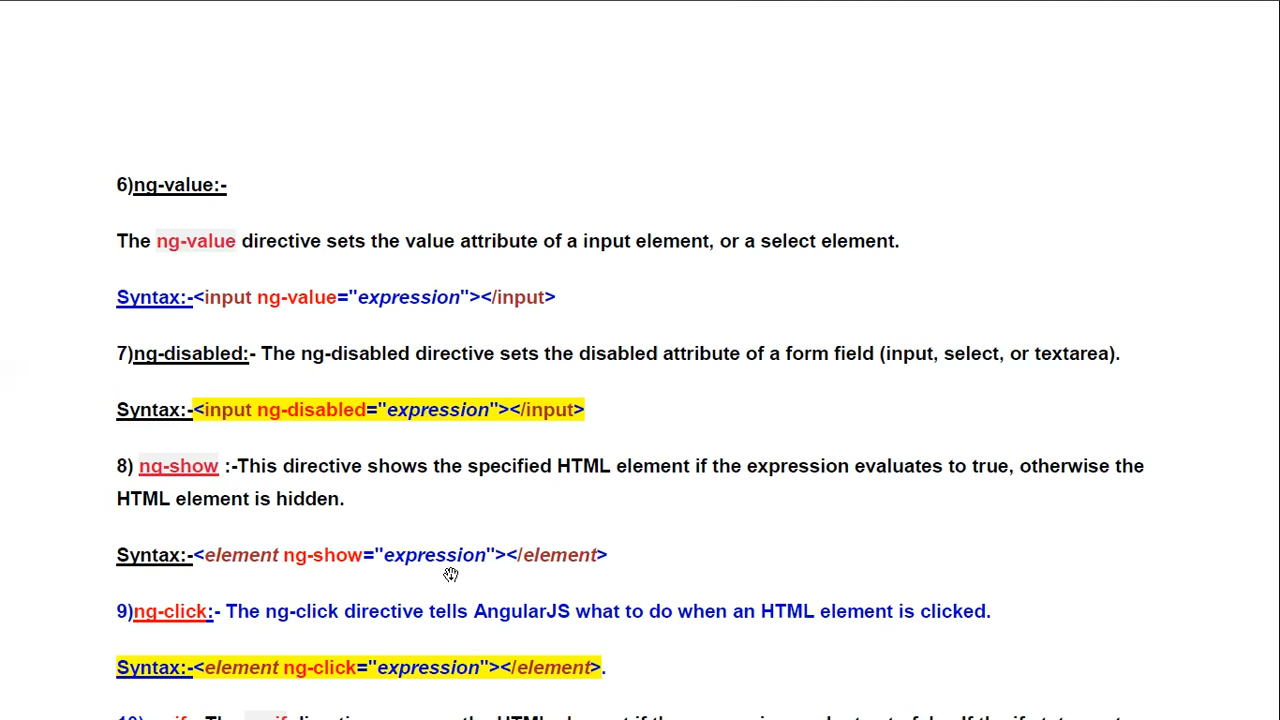 6)ng-value:-
The ng-value directive sets the value attribute of a input element, or a select element.
Syntax:-<input ng-value="expression"></input>
7)ng-disabled:- The ng-disabled directive sets the disabled attribute of a form field (input, select, or textarea).
Syntax:-<input ng-disabled="expression"></input>
8) ng-show :-This directive shows the specified HTML element if the expression evaluates to true, otherwise the
HTML element is hidden.
Syntax:-<element ng-show="expression"></element>
9)ng-click:- The ng-click directive tells AngularJS what to do when an HTML element is clicked.
Syntax:-<element ng-click="expression"></element>.